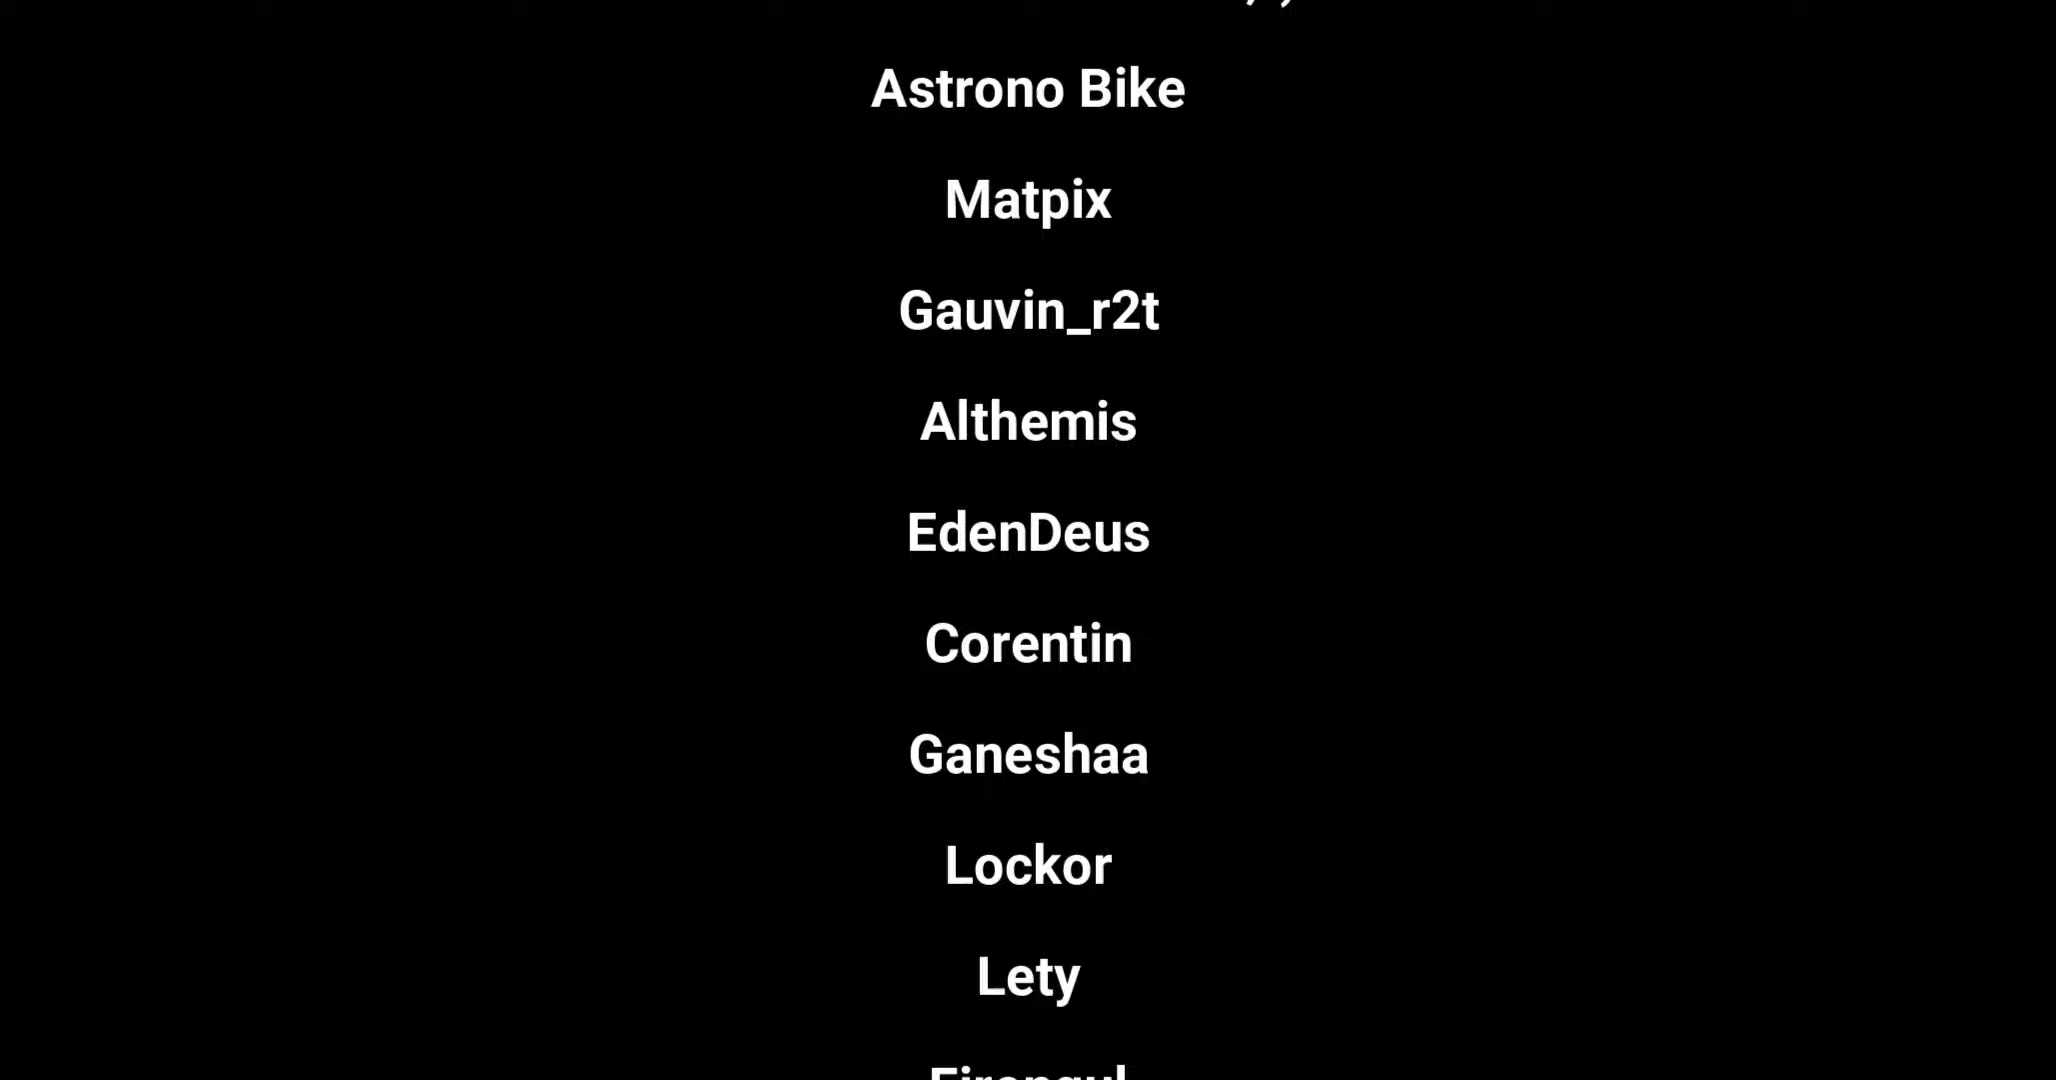 Astrono Bike
Matpix
Gauvin_r2t
Althemis
EdenDeus
Corentin
Ganeshaa
Lockor
Lety